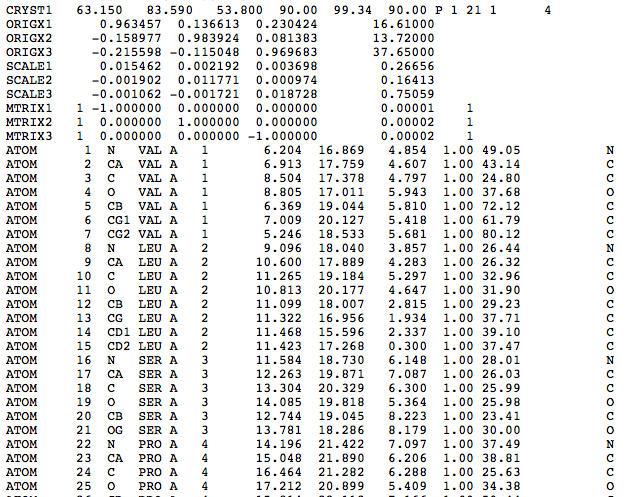 CRYST1   63.150   83.590   53.800  90.00  99.34  90.00 P 1 21 1      4
ORIGX1      0.963457  0.136613  0.230424       16.61000
ORIGX2     -0.158977  0.983924  0.081383       13.72000
ORIGX3     -0.215598 -0.115048  0.969683       37.65000
SCALE1      0.015462  0.002192  0.003698        0.26656
SCALE2     -0.001902  0.011771  0.000974        0.16413
SCALE3     -0.001062 -0.001721  0.018728        0.75059
MTRIX1   1 -1.000000  0.000000  0.000000        0.00001    1
MTRIX2   1  0.000000  1.000000  0.000000        0.00002    1
MTRIX3   1  0.000000  0.000000 -1.000000        0.00002    1
ATOM      1  N   VAL A   1       6.204  16.869   4.854  1.00 49.05           N
ATOM      2  CA  VAL A   1       6.913  17.759   4.607  1.00 43.14           C
ATOM      3  C   VAL A   1       8.504  17.378   4.797  1.00 24.80           C
ATOM      4  O   VAL A   1       8.805  17.011   5.943  1.00 37.68           O
ATOM      5  CB  VAL A   1       6.369  19.044   5.810  1.00 72.12           C
ATOM      6  CG1 VAL A   1       7.009  20.127   5.418  1.00 61.79           C
ATOM      7  CG2 VAL A   1       5.246  18.533   5.681  1.00 80.12           C
ATOM      8  N   LEU A   2       9.096  18.040   3.857  1.00 26.44           N
ATOM      9  CA  LEU A   2      10.600  17.889   4.283  1.00 26.32           C
ATOM     10  C   LEU A   2      11.265  19.184   5.297  1.00 32.96           C
ATOM     11  O   LEU A   2      10.813  20.177   4.647  1.00 31.90           O
ATOM     12  CB  LEU A   2      11.099  18.007   2.815  1.00 29.23           C
ATOM     13  CG  LEU A   2      11.322  16.956   1.934  1.00 37.71           C
ATOM     14  CD1 LEU A   2      11.468  15.596   2.337  1.00 39.10           C
ATOM     15  CD2 LEU A   2      11.423  17.268   0.300  1.00 37.47           C
ATOM     16  N   SER A   3      11.584  18.730   6.148  1.00 28.01           N
ATOM     17  CA  SER A   3      12.263  19.871   7.087  1.00 26.03           C
ATOM     18  C   SER A   3      13.304  20.329   6.300  1.00 25.99           C
ATOM     19  O   SER A   3      14.085  19.818   5.364  1.00 25.98           O
ATOM     20  CB  SER A   3      12.744  19.045   8.223  1.00 23.41           C
ATOM     21  OG  SER A   3      13.781  18.286   8.179  1.00 30.00           O
ATOM     22  N   PRO A   4      14.196  21.422   7.097  1.00 37.49           N
ATOM     23  CA  PRO A   4      15.048  21.890   6.206  1.00 38.81           C
ATOM     24  C   PRO A   4      16.464  21.282   6.288  1.00 25.63           C
ATOM     25  O   PRO A   4      17.212  20.899   5.409  1.00 34.38           O